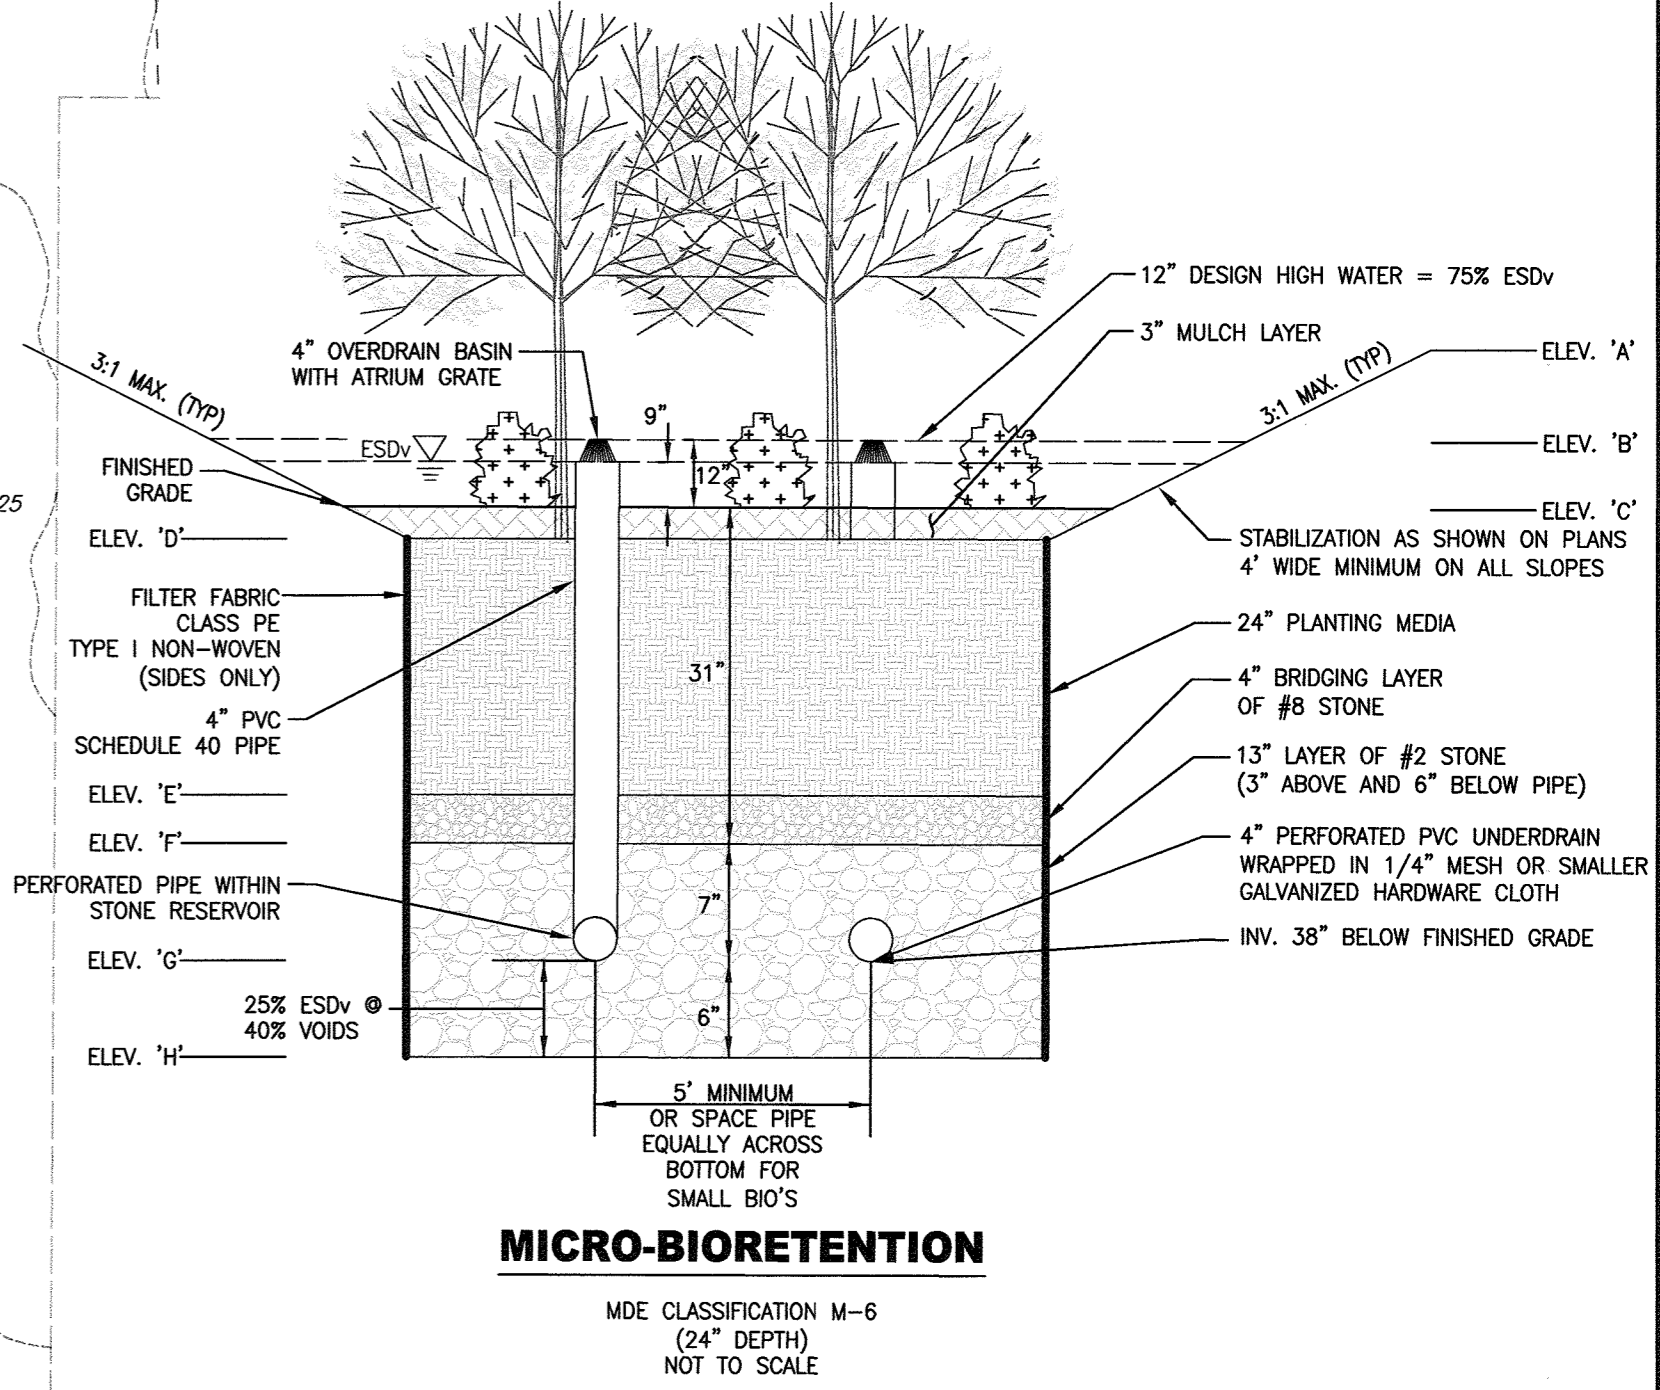 12" DESIGN HIGH WATER = 75% ESDv
3" MULCH LAYER
4" OVERDRAIN BASIN
WITH ATRIUM GRATE
3:1 MAX. (TYP)
3:1 MAX. (TYP)
ELEV. 'A'
9"
ESDv
12"
ELEV. 'B'
FINISHED
GRADE
25
ELEV. 'C'
ELEV. 'D'
STABILIZATION AS SHOWN ON PLANS
4' WIDE MINIMUM ON ALL SLOPES
FILTER FABRIC
CLASS PE
TYPE I NON-WOVEN
(SIDES ONLY)
24" PLANTING MEDIA
31"
4" BRIDGING LAYER
OF #8 STONE
4" PVC
SCHEDULE 40 PIPE
13" LAYER OF #2 STONE
(3" ABOVE AND 6" BELOW PIPE)
ELEV. 'E'
ELEV. 'F'
4" PERFORATED PVC UNDERDRAIN
WRAPPED IN 1/4" MESH OR SMALLER
GALVANIZED HARDWARE CLOTH
PERFORATED PIPE WITHIN
STONE RESERVOIR
7"
INV. 38" BELOW FINISHED GRADE
ELEV. 'G'
25% ESDv @
40% VOIDS
6"
ELEV. 'H'
5' MINIMUM
OR SPACE PIPE
EQUALLY ACROSS
BOTTOM FOR
SMALL BIO'S
MICRO-BIORETENTION
MDE CLASSIFICATION M-6
(24" DEPTH)
NOT TO SCALE